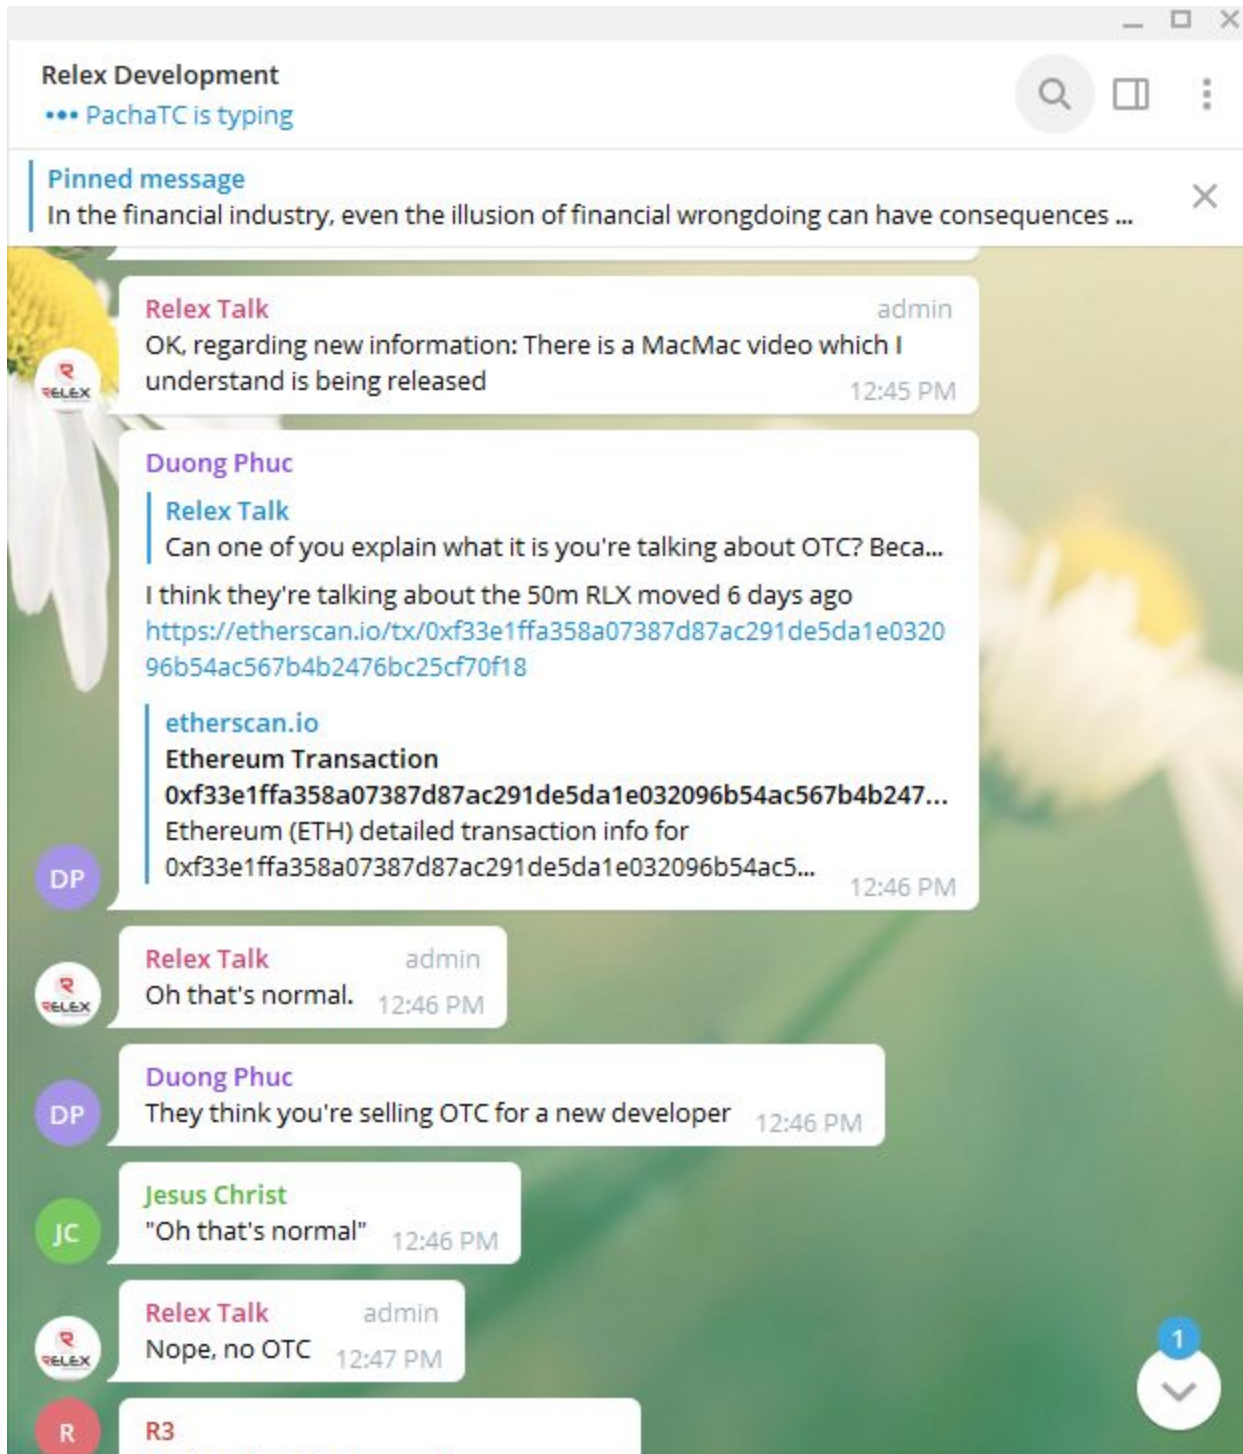 Relex Development
••• PachaTC is typing
Pinned message
In the financial industry, even the illusion of financial wrongdoing can have consequences ...
Relex Talk admin
OK, regarding new information: There is a MacMac video which I
understand is being released 12:45 PM
RELEX
Duong Phuc
Relex Talk
Can one of you explain what it is you're talking about OTC? Beca...
I think they're talking about the 50m RLX moved 6 days ago
https://etherscan.io/tx/0xf33e1ffa358a07387d87ac291de5da1e0320
96b54ac567b4b2476bc25cf70f18
etherscan.io
Ethereum Transaction
0xf33e1ffa358a07387d87ac291de5da1e032096b54ac567b4b247...
Ethereum (ETH) detailed transaction info for
0xf33e1ffa358a07387d87ac291de5da1e032096b54ac5...
DP 12:46 PM
Relex Talk admin
Oh that's normal. 12:46 PM
RELEX
Duong Phuc
DP They think you're selling OTC for a new developer 12:46 PM
Jesus Christ
JC "Oh that's normal" 12:46 PM
Relex Talk admin
Nope, no OTC 12:47 PM
RELEX
1
R R3